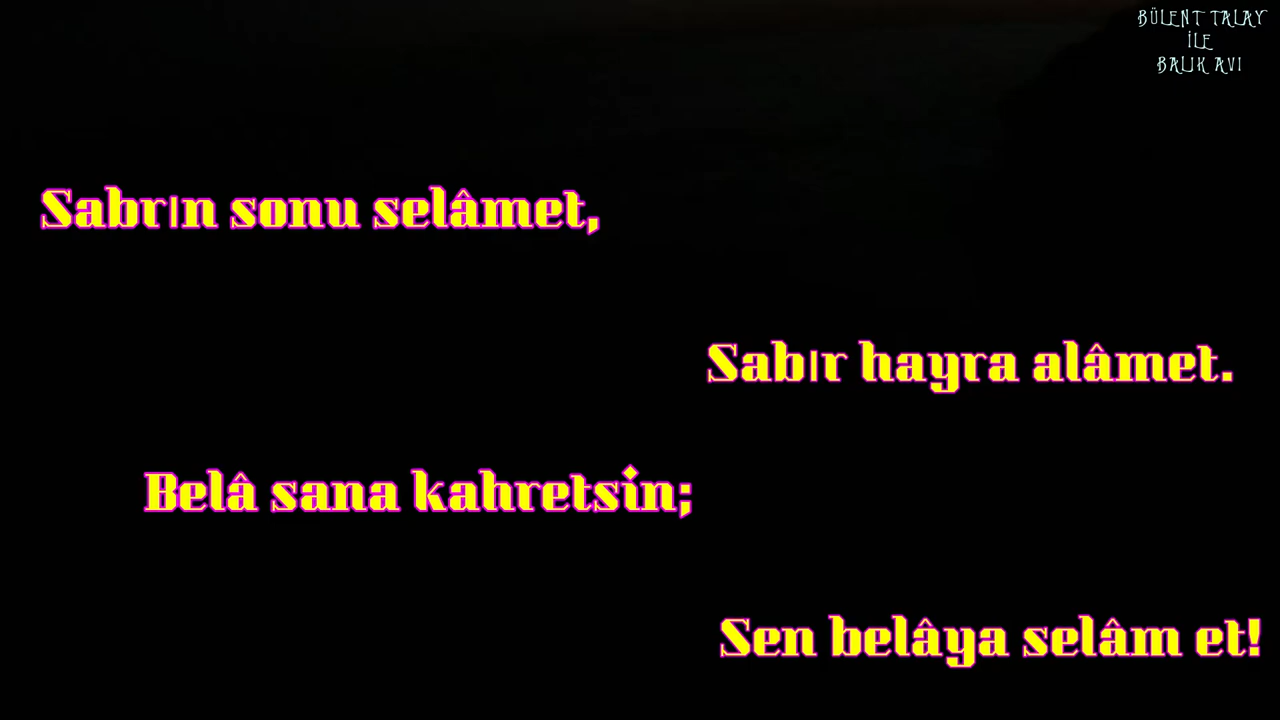 BÜLENT TALAY
İLE
BALIK AVI
Sabrın sonu selâmet,
Sabır hayra alâmet.
Belâ sana kahretsin;
Sen belâya selâm et!